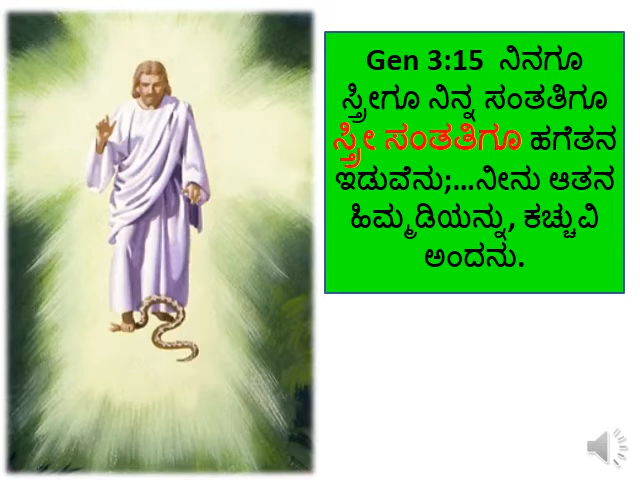 Gen 3:15 ನಿನಗೂ
ಸ್ತ್ರೀಗೂ ನಿನ್ನ ಸಂತತಿಗೂ
ಸ್ತ್ರೀ ಸಂತತಿಗೂ ಹಗೆತನ
ಇಡುವೆನು;...ನೀನು ಆತನ
ಹಿಮ್ಮಡಿಯನ್ನು, ಕಚ್ಚುವಿ
ಅಂದನು.